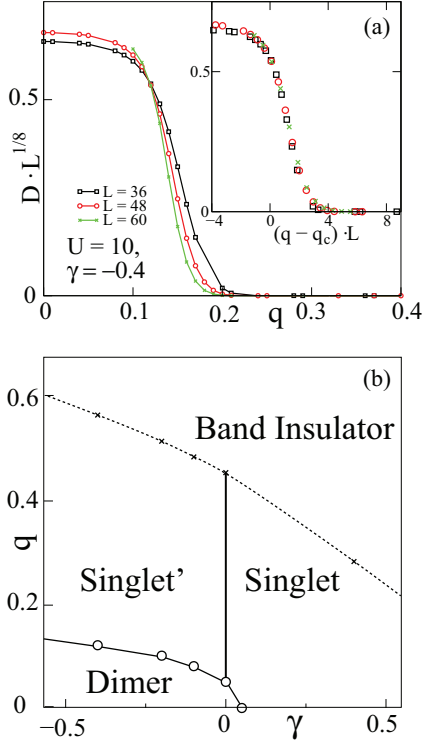 (a)
0.5
0
D · L^{1/8}
L = 36
L = 48
L = 60
U = 10,
γ = −0.4
0 0.1 0.2 0.3 0.4
q
0.5
0
−4 0 4 8
(q − q_c) · L
(b)
0.6
0.4
0.2
0
q
Band Insulator
Singlet’ Singlet
Dimer
−0.5 0 γ 0.5